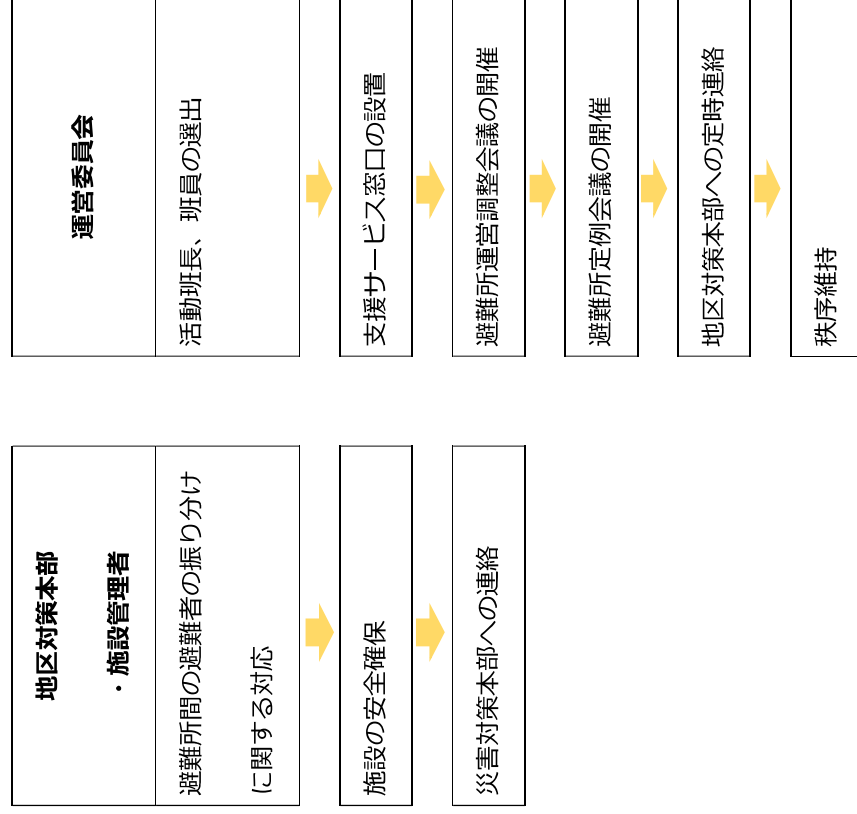 地区対策本部
・施設管理者
避難所間の避難者の振り分け
に関する対応
施設の安全確保
災害対策本部への連絡
運営委員会
活動班長、班員の選出
支援サービス窓口の設置
避難所運営調整会議の開催
避難所定例会議の開催
地区対策本部への定時連絡
秩序維持